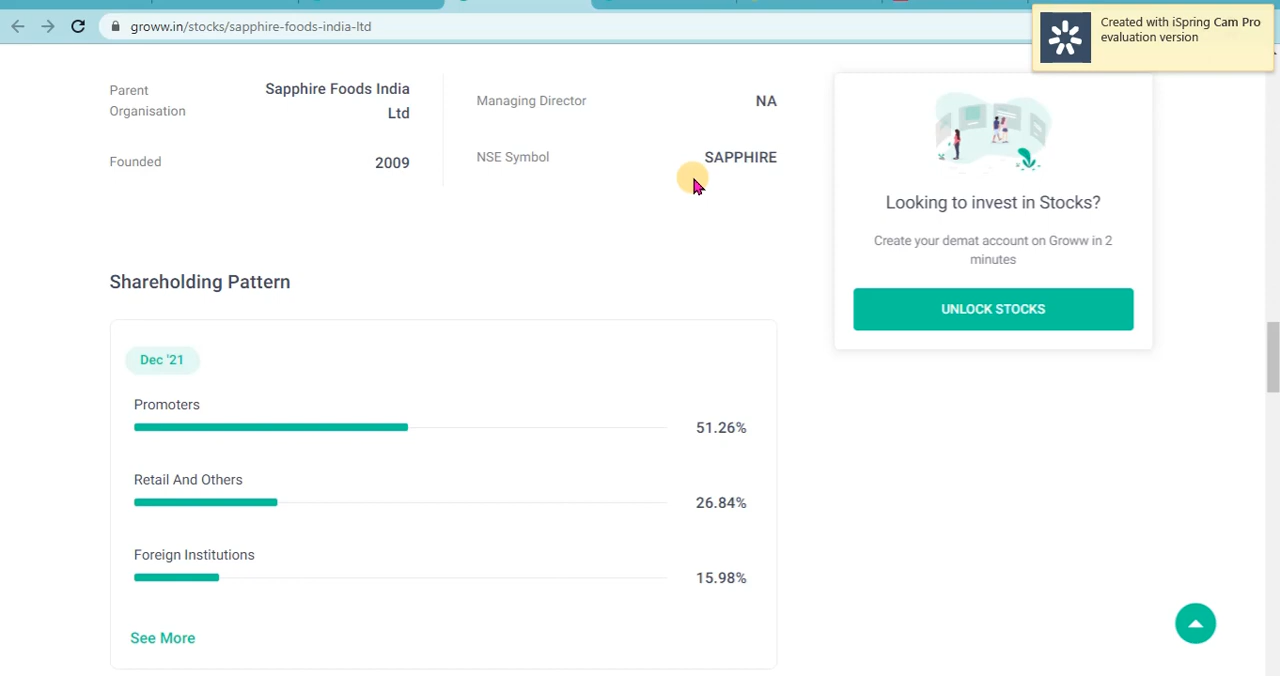 groww.in/stocks/sapphire-foods-india-ltd
Created with iSpring Cam Pro
evaluation version
Parent
Organisation
Sapphire Foods India
Ltd
Managing Director
NA
Founded
2009
NSE Symbol
SAPPHIRE
Looking to invest in Stocks?
Create your demat account on Groww in 2
minutes
UNLOCK STOCKS
Shareholding Pattern
Dec '21
Promoters
51.26%
Retail And Others
26.84%
Foreign Institutions
15.98%
See More